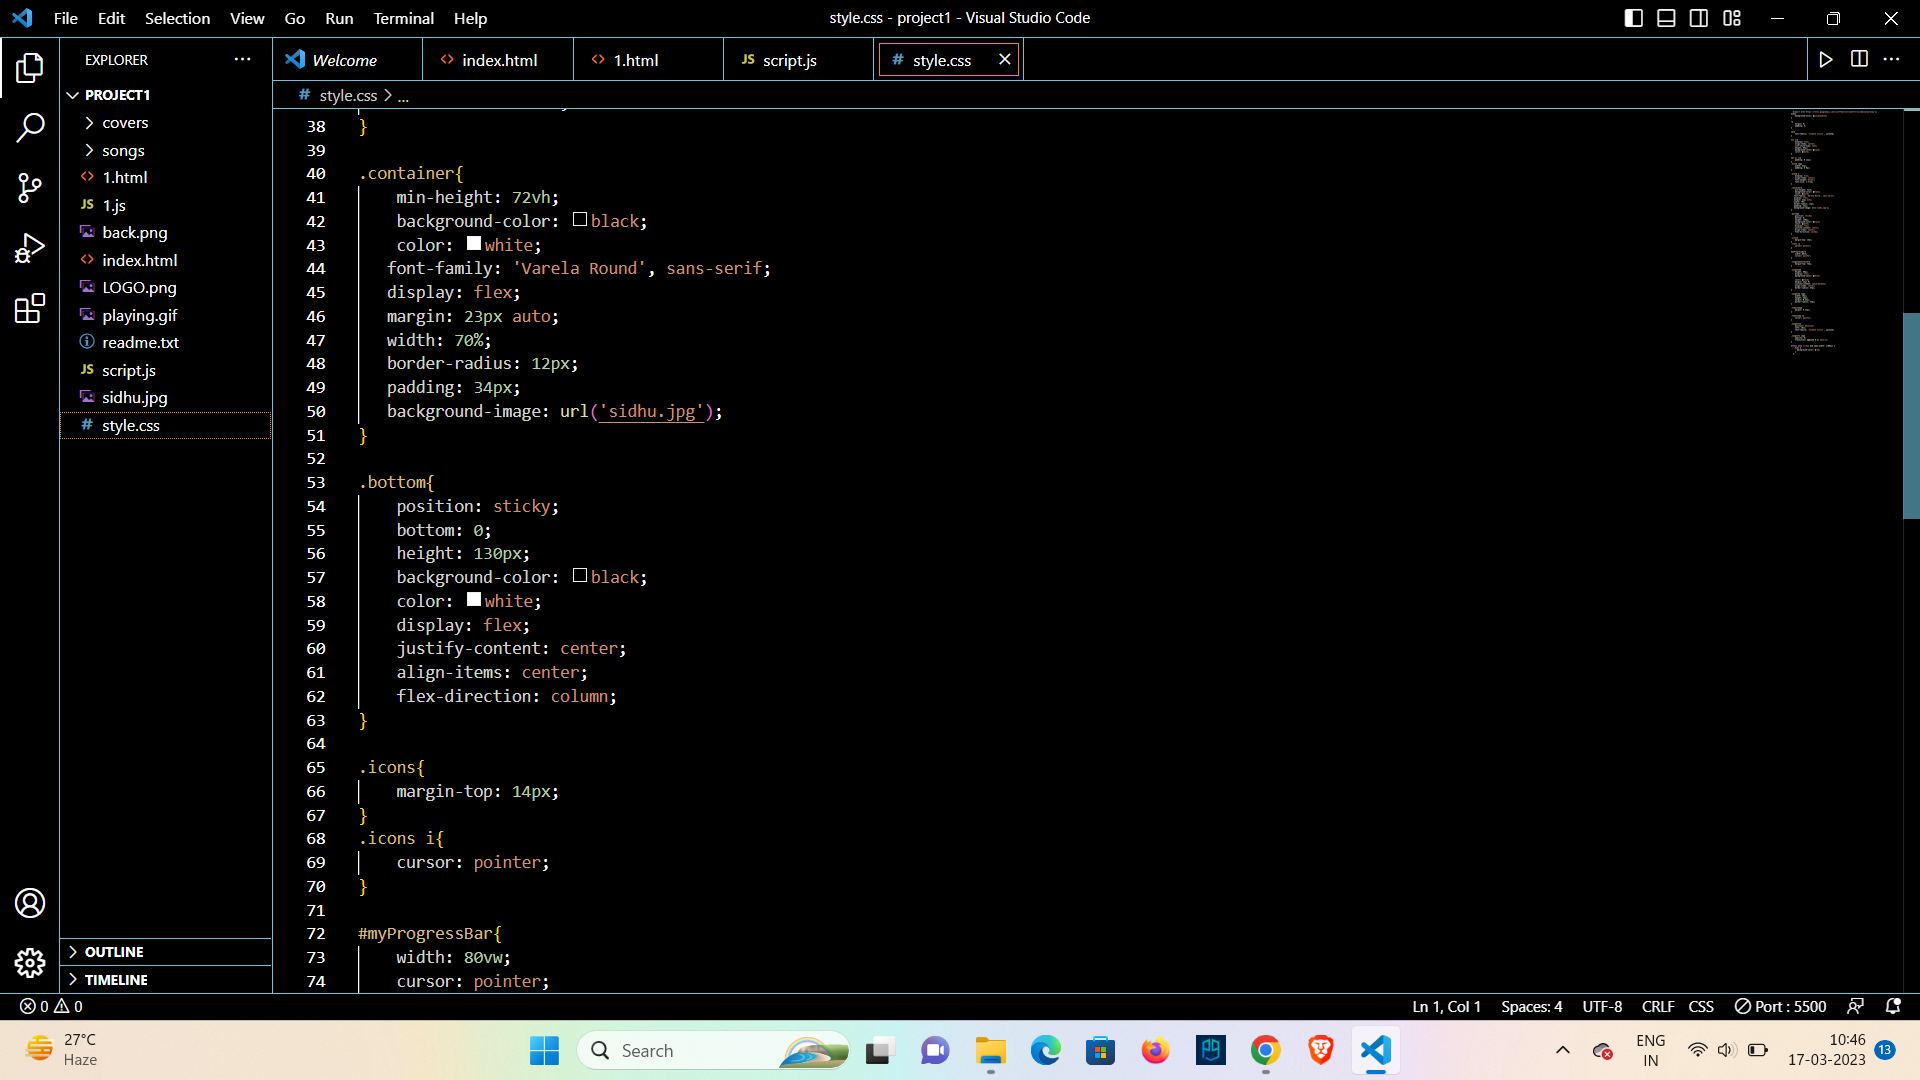 File Edit Selection View Go Run Terminal Help
style.css - project1 - Visual Studio Code
EXPLORER
Welcome
index.html
1.html
JS script.js
# style.css
# style.css > ...
PROJECT1
covers
songs
1.html
JS 1.js
back.png
index.html
LOGO.png
playing.gif
readme.txt
JS script.js
sidhu.jpg
# style.css
OUTLINE
TIMELINE
38 }
39
40 .container{
41 min-height: 72vh;
42 background-color: black;
43 color: white;
44 font-family: 'Varela Round', sans-serif;
45 display: flex;
46 margin: 23px auto;
47 width: 70%;
48 border-radius: 12px;
49 padding: 34px;
50 background-image: url('sidhu.jpg');
51 }
52
53 .bottom{
54 position: sticky;
55 bottom: 0;
56 height: 130px;
57 background-color: black;
58 color: white;
59 display: flex;
60 justify-content: center;
61 align-items: center;
62 flex-direction: column;
63 }
64
65 .icons{
66 margin-top: 14px;
67 }
68 .icons i{
69 cursor: pointer;
70 }
71
72 #myProgressBar{
73 width: 80vw;
74 cursor: pointer;
0 0
Ln 1, Col 1 Spaces: 4 UTF-8 CRLF CSS Port : 5500
27°C
Haze
Search
ENG
IN
10:46
17-03-2023
13